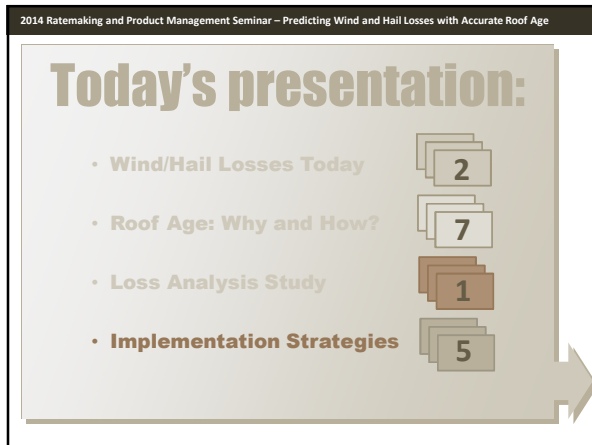 2014 Ratemaking and Product Management Seminar – Predicting Wind and Hail Losses with Accurate Roof Age
Today's presentation:
• Wind/Hail Losses Today 2
• Roof Age: Why and How? 7
• Loss Analysis Study 1
• Implementation Strategies 5